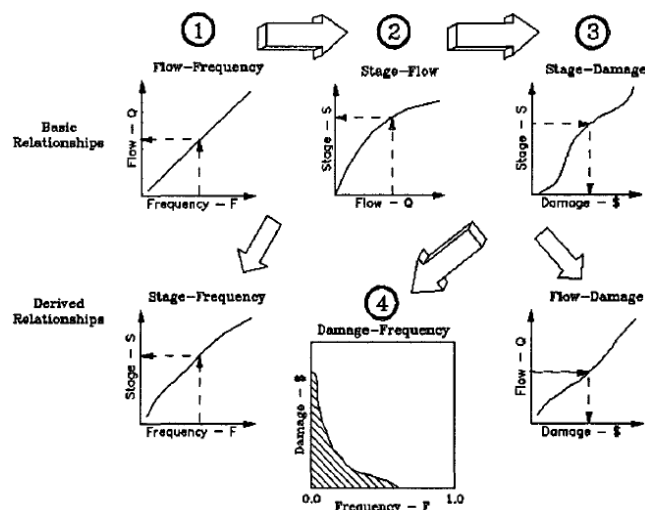 1
2
3
Flow-Frequency
Stage-Flow
Stage-Damage
Basic
Relationships
Flow - Q
Frequency - F
Stage - S
Flow - Q
Stage - S
Damage - $
Derived
Relationships
Stage-Frequency
4
Damage-Frequency
Flow-Damage
Stage - S
Frequency - F
Damage - $
0.0
1.0
Frequency - F
Flow - Q
Damage - $